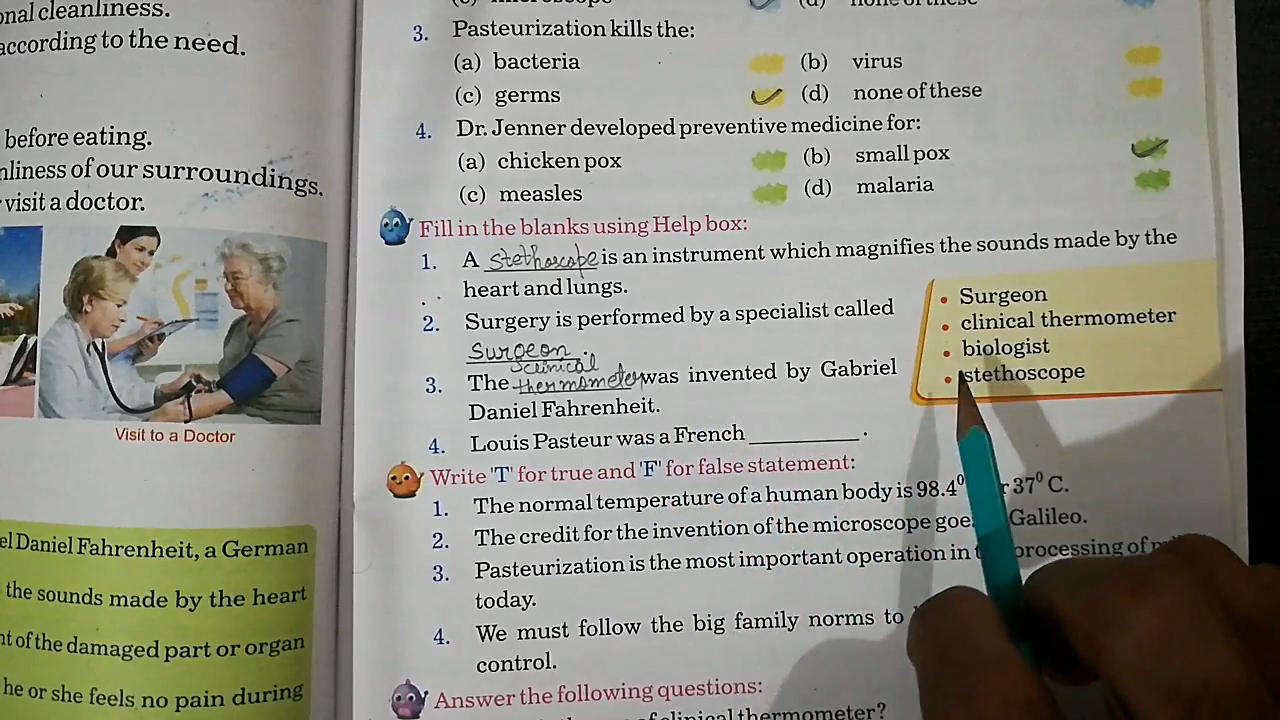 onal cleanliness.
according to the need.
before eating.
nliness of our surroundings.
visit a doctor.
Visit to a Doctor
el Daniel Fahrenheit, a German
the sounds made by the heart
nt of the damaged part or organ
he or she feels no pain during
3. Pasteurization kills the:
(a) bacteria (b) virus
(c) germs (d) none of these
4. Dr. Jenner developed preventive medicine for:
(a) chicken pox (b) small pox
(c) measles (d) malaria
Fill in the blanks using Help box:
1. A stethoscope is an instrument which magnifies the sounds made by the
heart and lungs.
2. Surgery is performed by a specialist called
Surgeon.
clinical
3. The thermometer was invented by Gabriel
Daniel Fahrenheit.
4. Louis Pasteur was a French __________.
• Surgeon
• clinical thermometer
• biologist
• stethoscope
Write 'T' for true and 'F' for false statement:
1. The normal temperature of a human body is 98.4⁰ r 37⁰ C.
2. The credit for the invention of the microscope goe Galileo.
3. Pasteurization is the most important operation in t processing of
today.
4. We must follow the big family norms to
control.
Answer the following questions:
clinical thermometer?